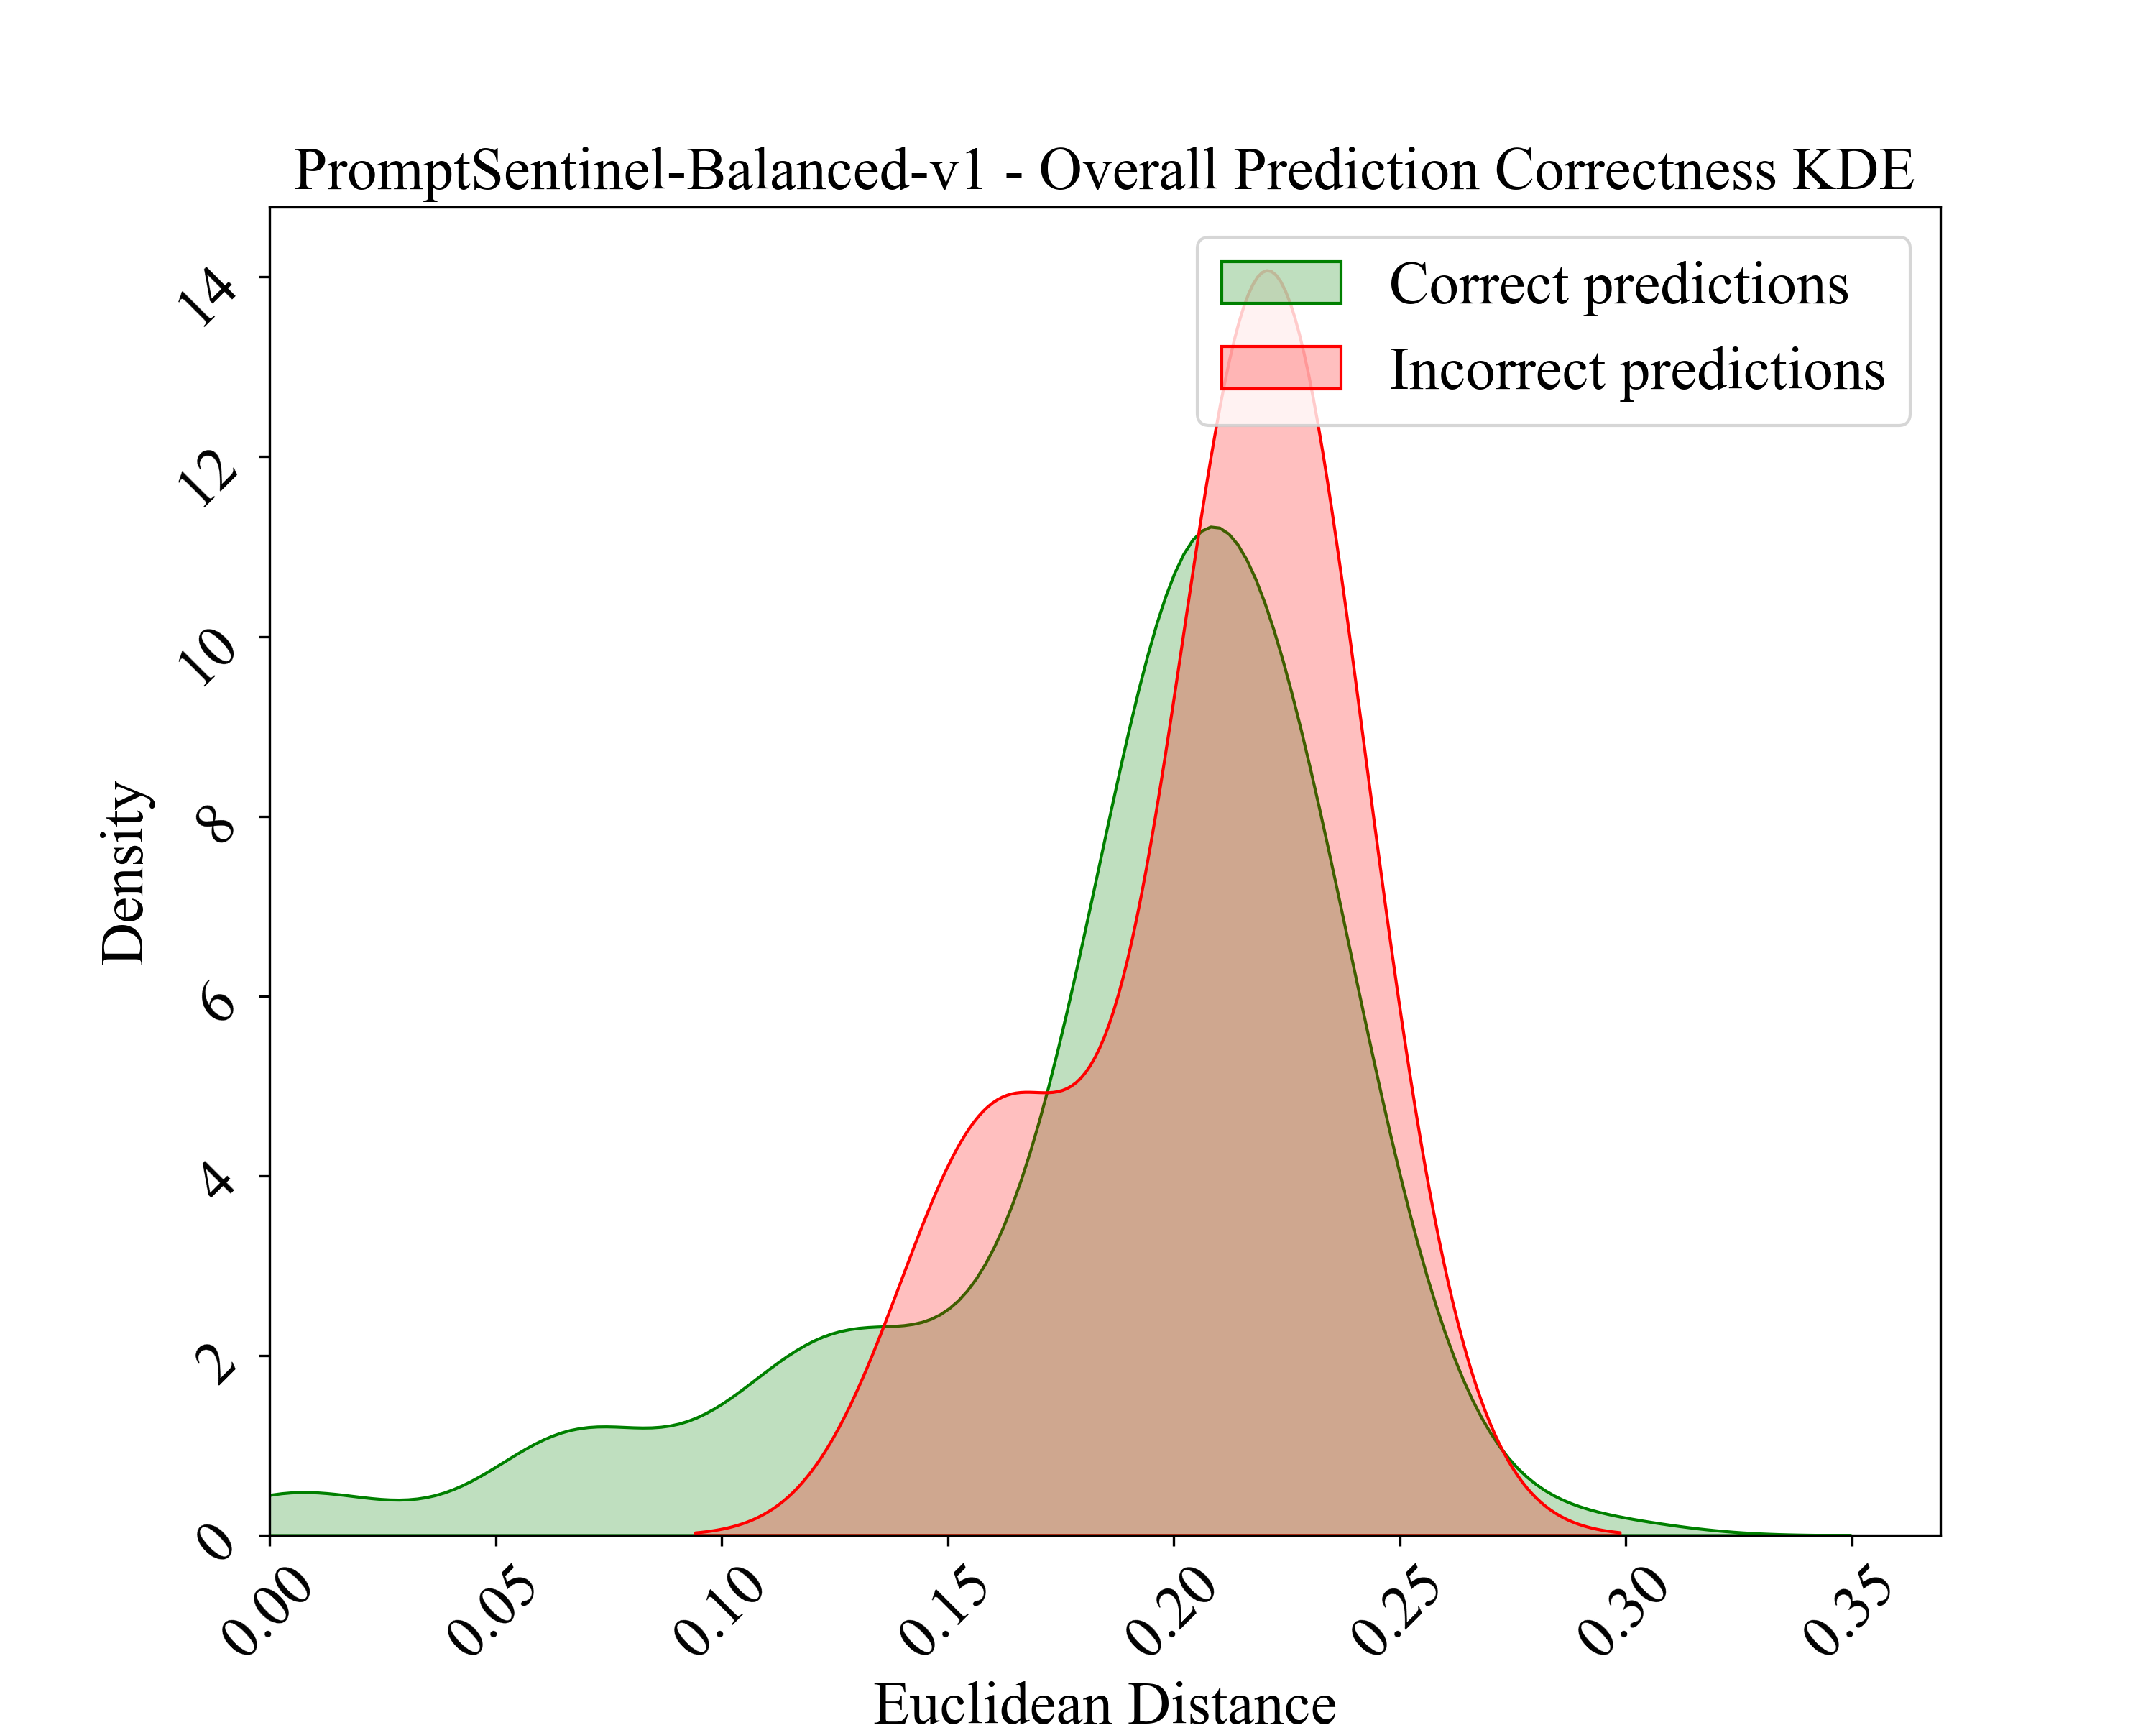 PromptSentinel-Balanced-v1 - Overall Prediction Correctness KDE
Correct predictions
Incorrect predictions
Density
14
12
10
8
6
4
2
0
0.00 0.05 0.10 0.15 0.20 0.25 0.30 0.35
Euclidean Distance